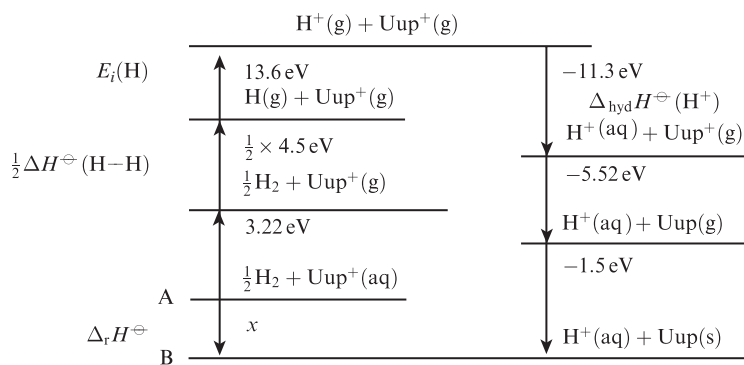 H⁺(g) + Uup⁺(g)
Eᵢ(H)
13.6 eV
H(g) + Uup⁺(g)
½ΔH⦵(H−H)
½ × 4.5 eV
½H₂ + Uup⁺(g)
3.22 eV
½H₂ + Uup⁺(aq)
A
ΔᵣH⦵
x
B
−11.3 eV
Δhyd H⦵(H⁺)
H⁺(aq) + Uup⁺(g)
−5.52 eV
H⁺(aq) + Uup(g)
−1.5 eV
H⁺(aq) + Uup(s)